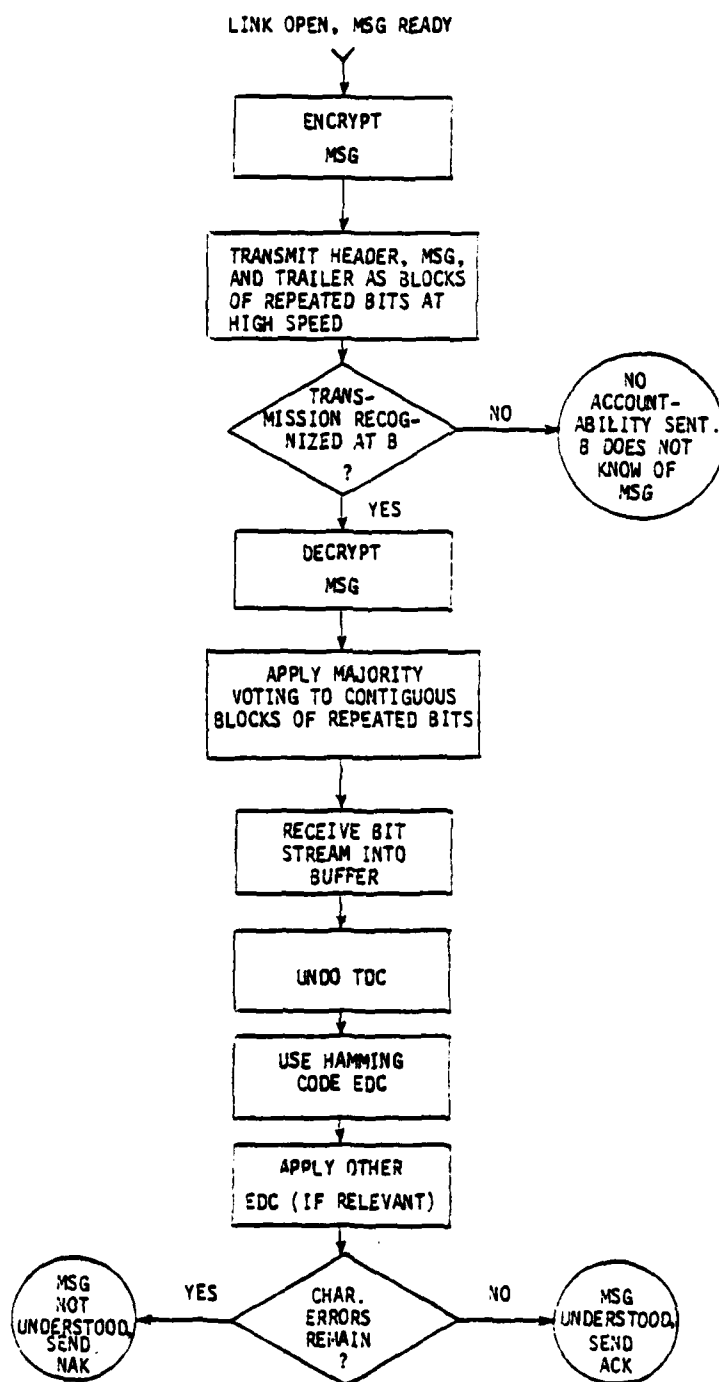 LINK OPEN, MSG READY
ENCRYPT
MSG
TRANSMIT HEADER, MSG,
AND TRAILER AS BLOCKS
OF REPEATED BITS AT
HIGH SPEED
TRANS-
MISSION RECOG-
NIZED AT B
?
NO
NO
ACCOUNT-
ABILITY SENT.
B DOES NOT
KNOW OF
MSG
YES
DECRYPT
MSG
APPLY MAJORITY
VOTING TO CONTIGUOUS
BLOCKS OF REPEATED BITS
RECEIVE BIT
STREAM INTO
BUFFER
UNDO TDC
USE HAMMING
CODE EDC
APPLY OTHER
EDC (IF RELEVANT)
CHAR.
ERRORS
REMAIN
?
YES
MSG
NOT
UNDERSTOOD,
SEND
NAK
NO
MSG
UNDERSTOOD,
SEND
ACK